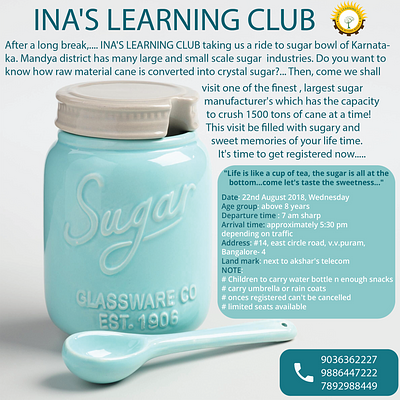 INA'S LEARNING CLUB
After a long break,.... INA'S LEARNING CLUB taking us a ride to sugar bowl of Karnata-
ka. Mandya district has many large and small scale sugar industries. Do you want to
know how raw material cane is converted into crystal sugar?... Then, come we shall
visit one of the finest , largest sugar
manufacturer's which has the capacity
to crush 1500 tons of cane at a time!
This visit be filled with sugary and
sweet memories of your life time.
It's time to get registered now.....
"Life is like a cup of tea, the sugar is all at the
bottom...come let's taste the sweetness..."
Date: 22nd August 2018, Wednesday
Age group: above 8 years
Departure time : 7 am sharp
Arrival time: approximately 5:30 pm
depending on traffic
Address: #14, east circle road, v.v.puram,
Bangalore- 4
Land mark: next to akshar's telecom
NOTE:
# Children to carry water bottle n enough snacks
# carry umbrella or rain coats
# onces registered can't be cancelled
# limited seats available
Sugar
GLASSWARE CO
EST. 1906
9036362227
9886447222
7892988449